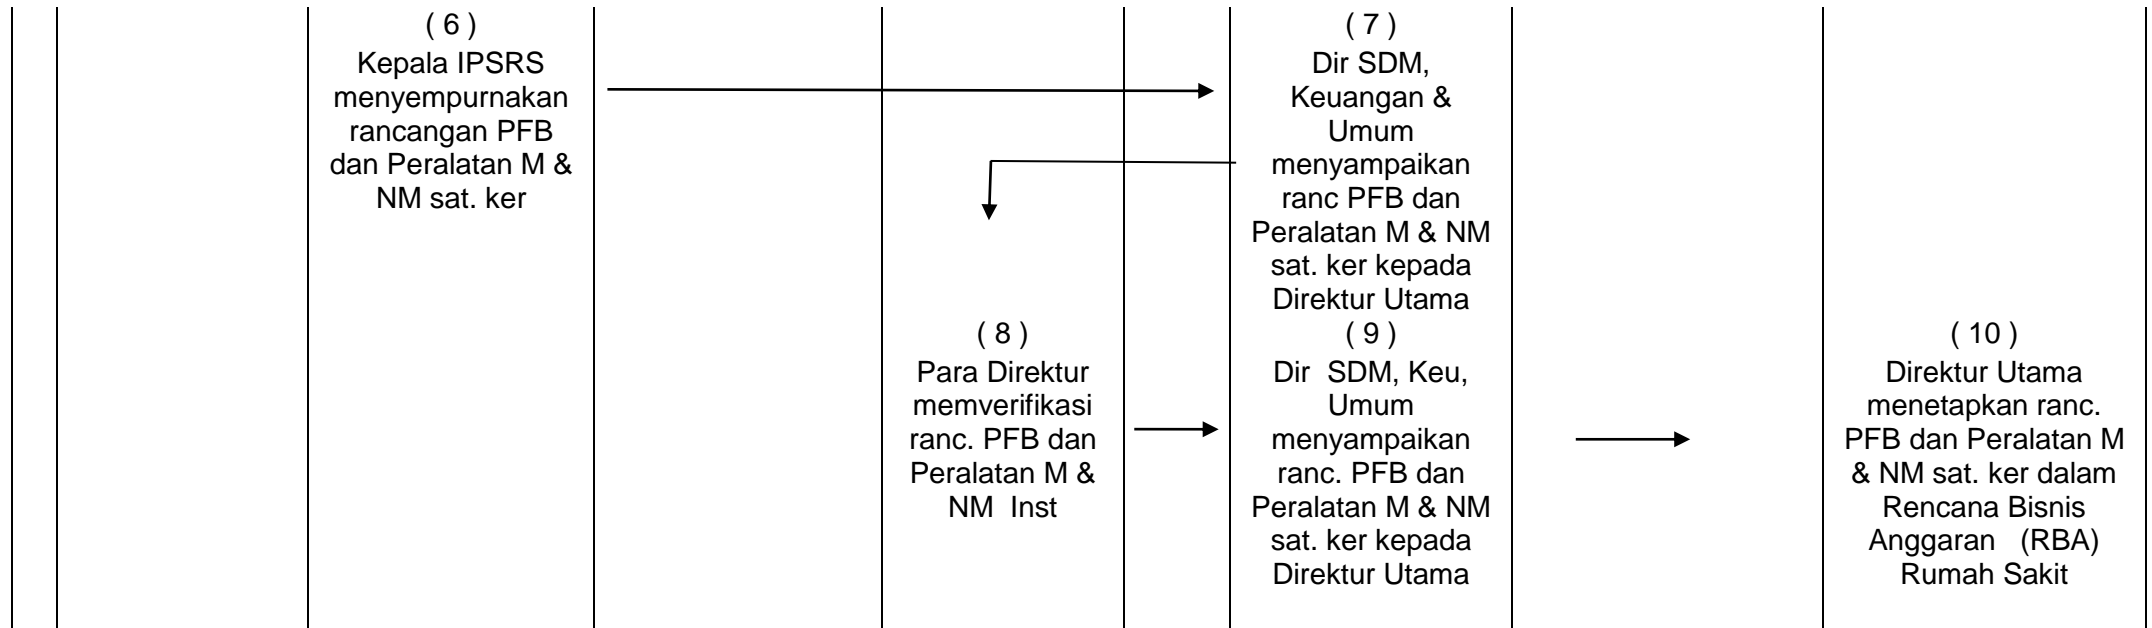 ( 6 )
Kepala IPSRS
menyempurnakan
rancangan PFB
dan Peralatan M &
NM sat. ker
( 7 )
Dir SDM,
Keuangan &
Umum
menyampaikan
ranc PFB dan
Peralatan M & NM
sat. ker kepada
Direktur Utama
( 8 )
Para Direktur
memverifikasi
ranc. PFB dan
Peralatan M &
NM  Inst
( 9 )
Dir  SDM, Keu,
Umum
menyampaikan
ranc. PFB dan
Peralatan M & NM
sat. ker kepada
Direktur Utama
( 10 )
Direktur Utama
menetapkan ranc.
PFB dan Peralatan M
& NM sat. ker dalam
Rencana Bisnis
Anggaran   (RBA)
Rumah Sakit